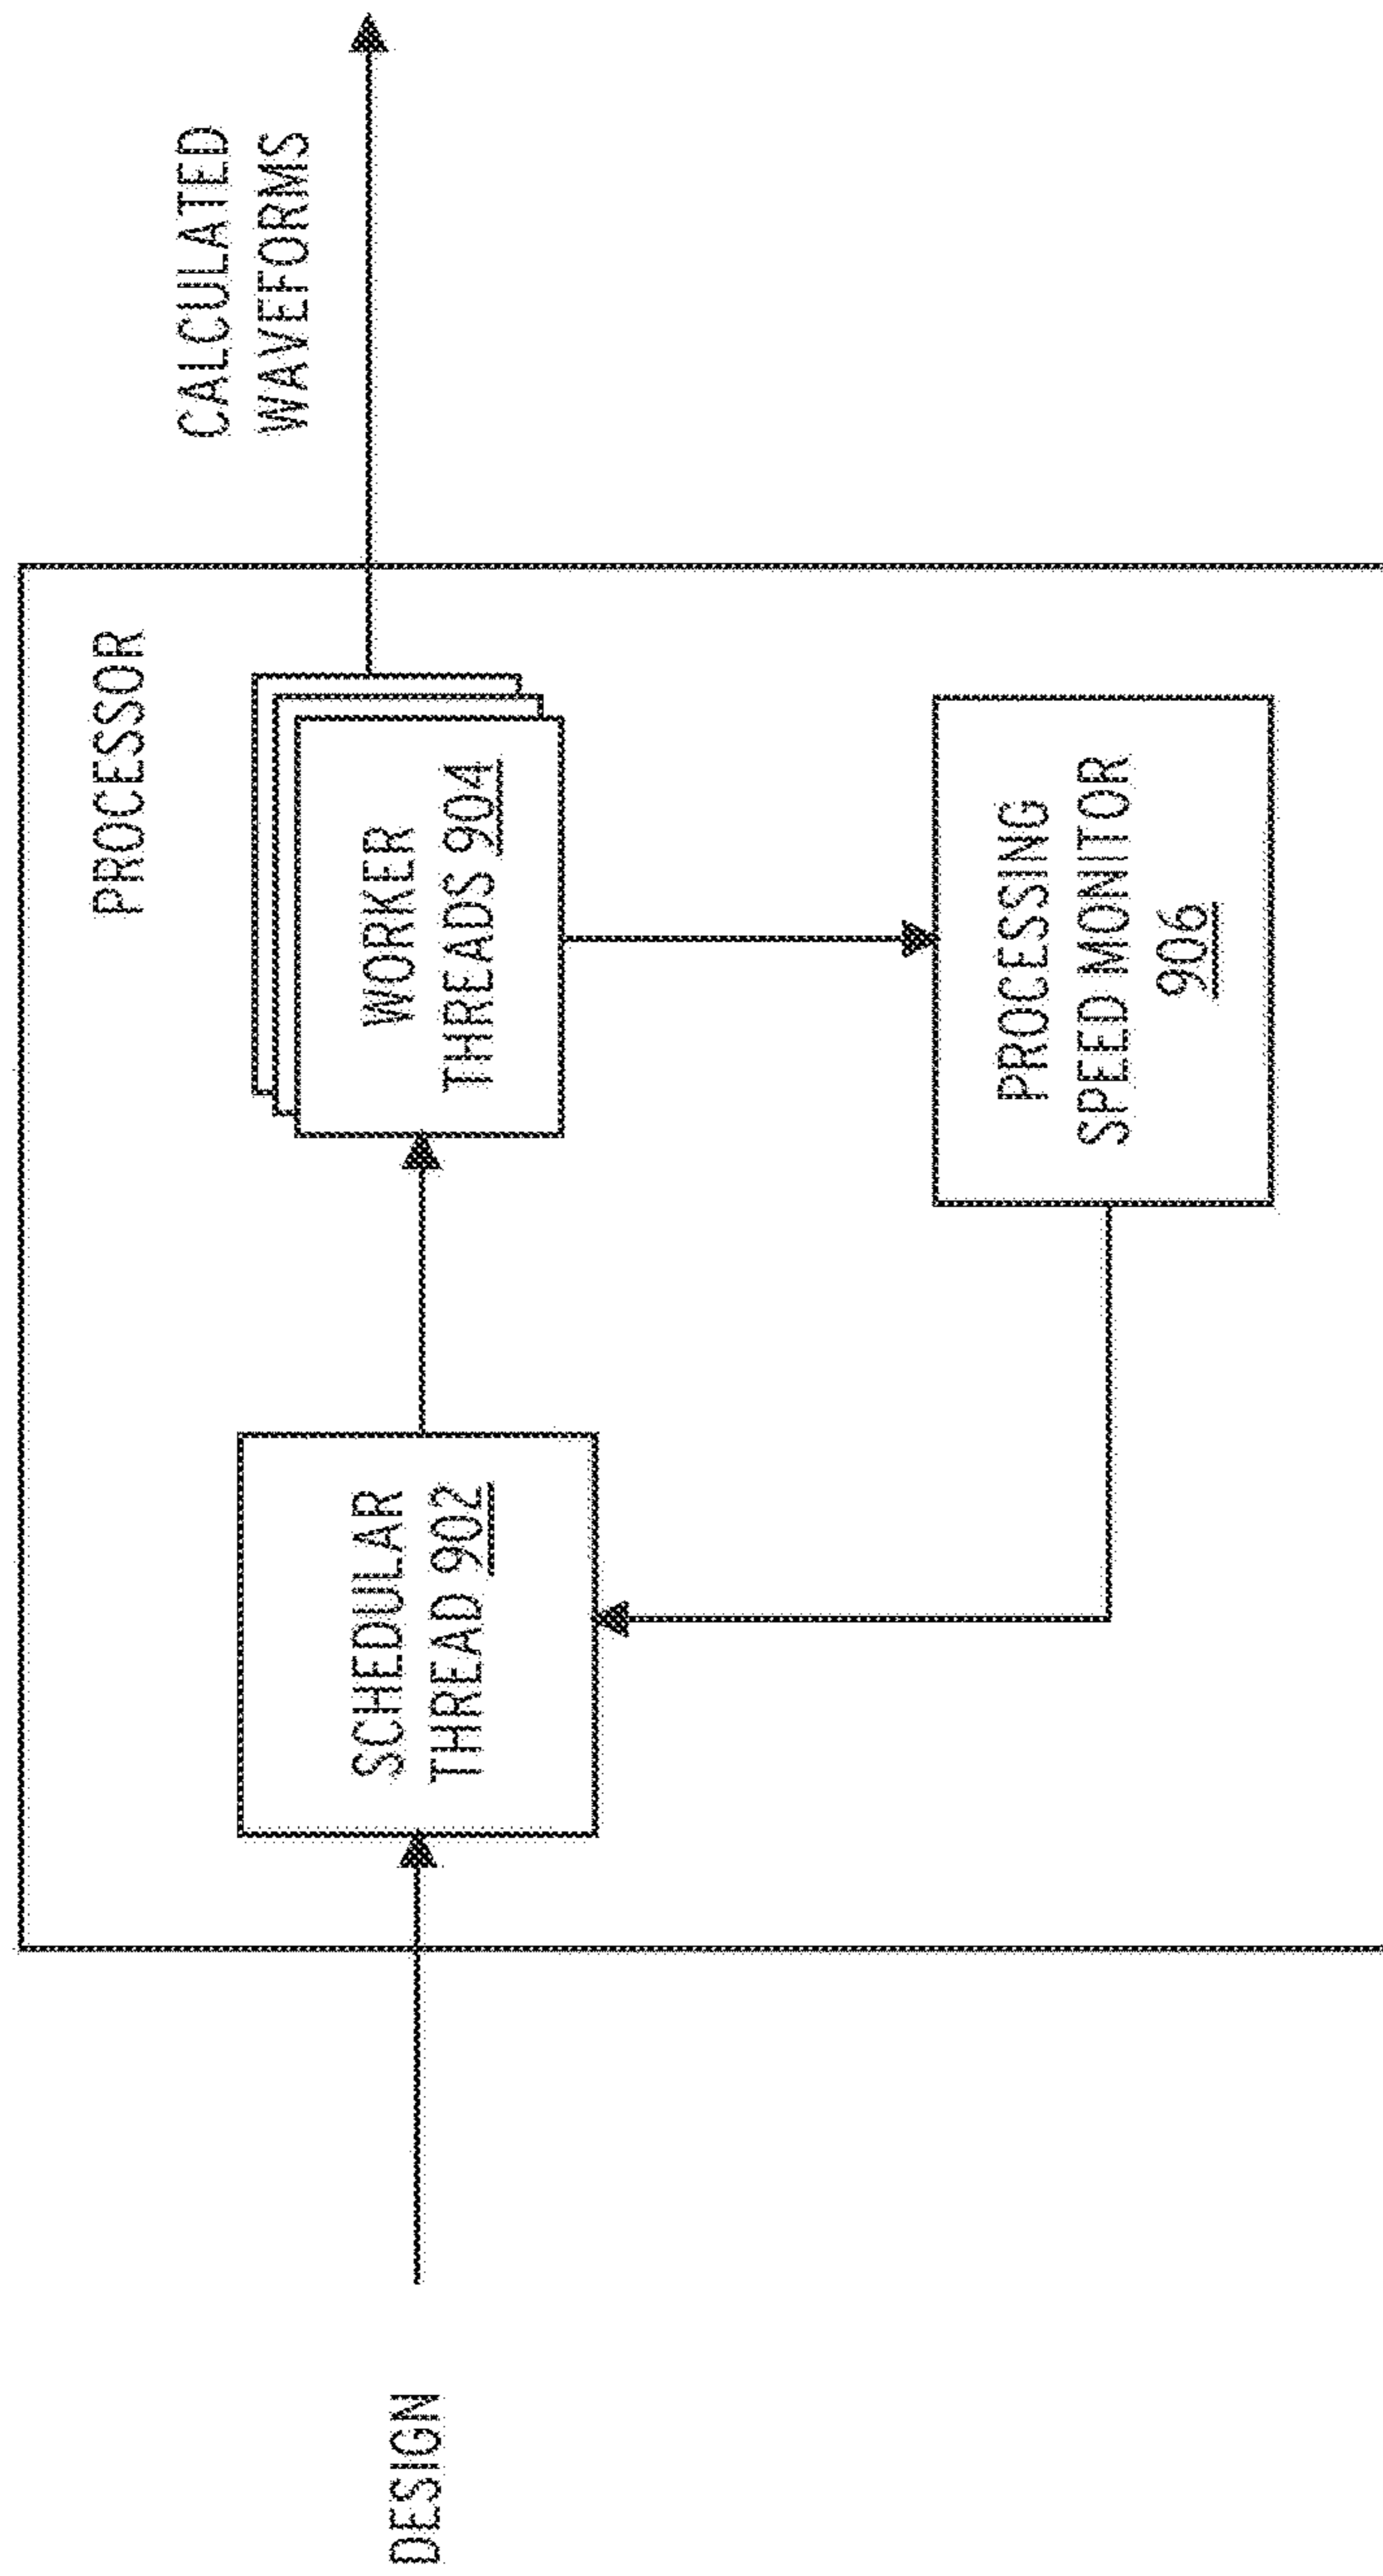 PROCESSOR
DESIGN
SCHEDULAR
THREAD 902
WORKER
THREADS 904
CALCULATED
WAVEFORMS
PROCESSING
SPEED MONITOR
906